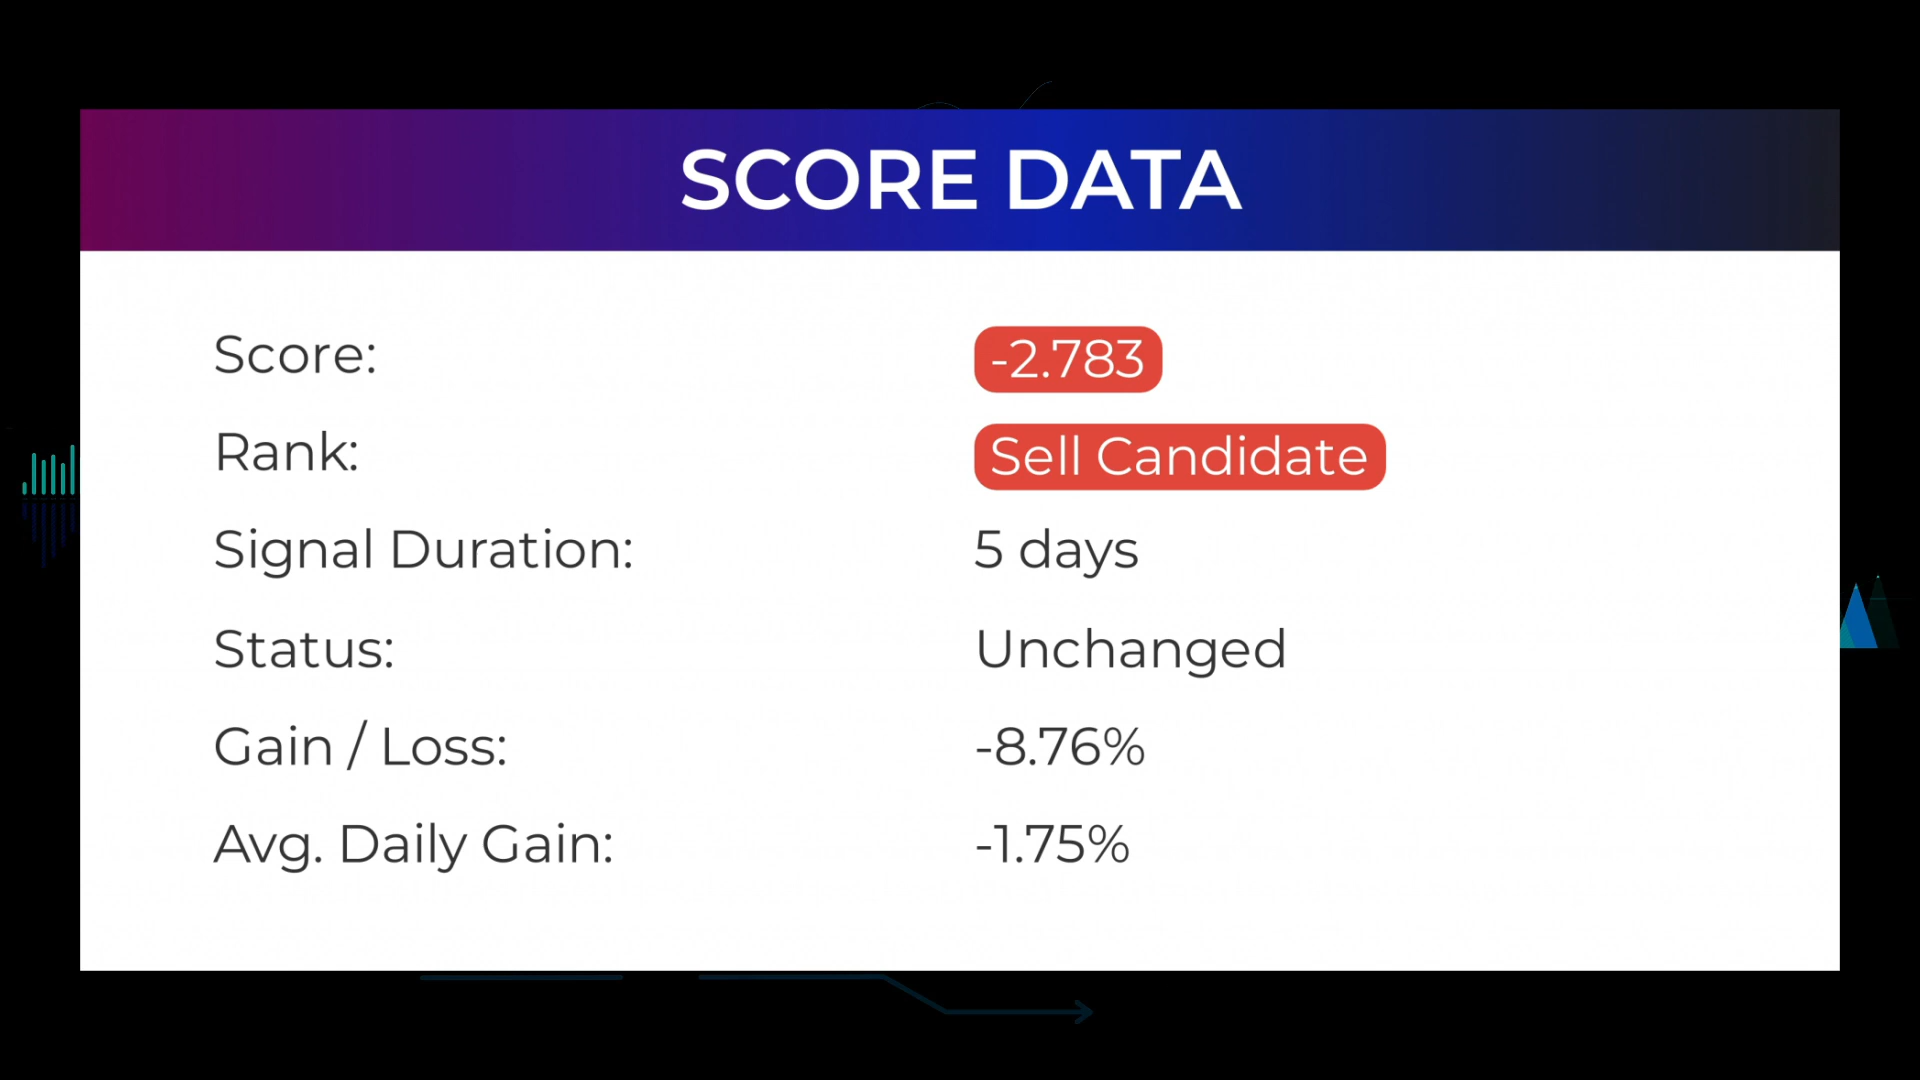 SCORE DATA
Score: -2.783
Rank: Sell Candidate
Signal Duration: 5 days
Status: Unchanged
Gain / Loss: -8.76%
Avg. Daily Gain: -1.75%